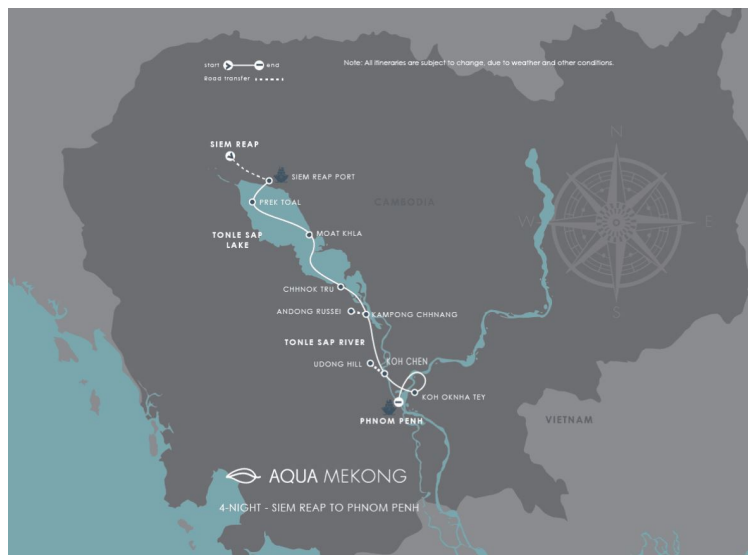 start
end
Road transfer
Note: All itineraries are subject to change, due to weather and other conditions.
N
SIEM REAP
SIEM REAP PORT
PREK TOAL
CAMBODIA
W
E
TONLE SAP
LAKE
MOAT KHLA
CHHNOK TRU
S
ANDONG RUSSEI
KAMPONG CHHNANG
TONLE SAP RIVER
KOH CHEN
UDONG HILL
KOH OKNHA TEY
PHNOM PENH
VIETNAM
AQUA MEKONG
4-NIGHT - SIEM REAP TO PHNOM PENH